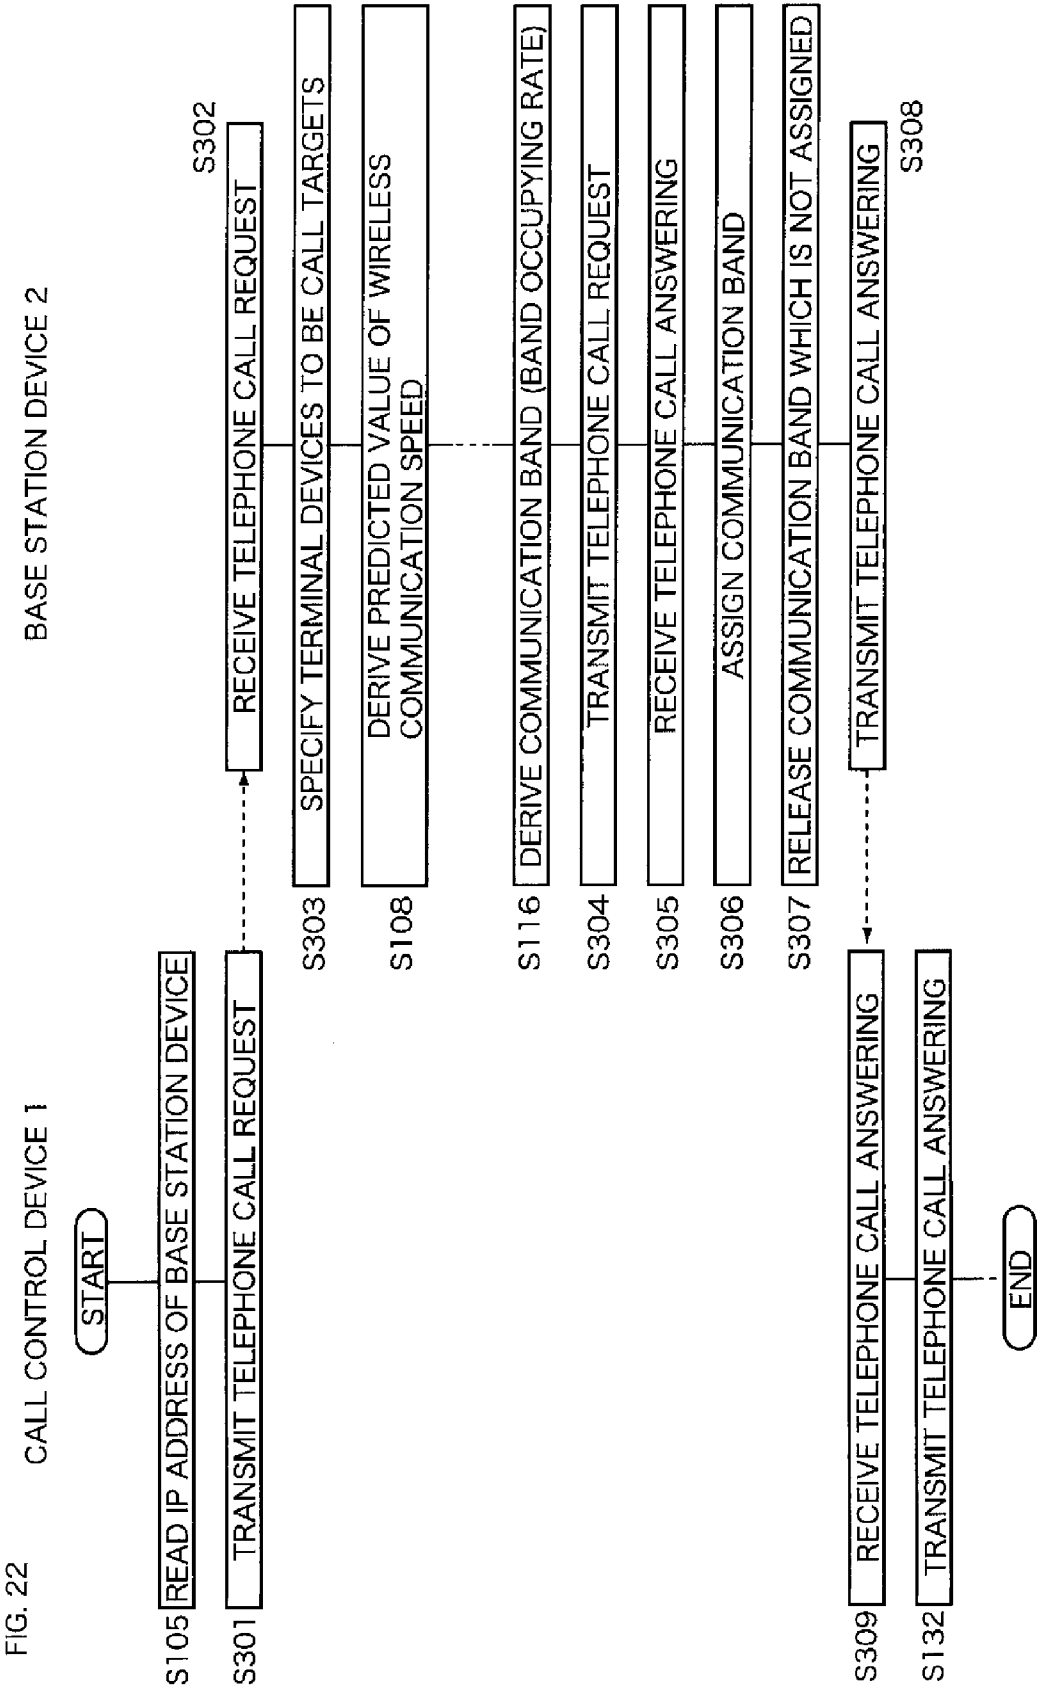 FIG. 22
CALL CONTROL DEVICE 1
BASE STATION DEVICE 2
START
S105
READ IP ADDRESS OF BASE STATION DEVICE
S301
TRANSMIT TELEPHONE CALL REQUEST
S302
RECEIVE TELEPHONE CALL REQUEST
S303
SPECIFY TERMINAL DEVICES TO BE CALL TARGETS
S108
DERIVE PREDICTED VALUE OF WIRELESS
COMMUNICATION SPEED
S116
DERIVE COMMUNICATION BAND (BAND OCCUPYING RATE)
S304
TRANSMIT TELEPHONE CALL REQUEST
S305
RECEIVE TELEPHONE CALL ANSWERING
S306
ASSIGN COMMUNICATION BAND
S307
RELEASE COMMUNICATION BAND WHICH IS NOT ASSIGNED
TRANSMIT TELEPHONE CALL ANSWERING
S308
S309
RECEIVE TELEPHONE CALL ANSWERING
S132
TRANSMIT TELEPHONE CALL ANSWERING
END